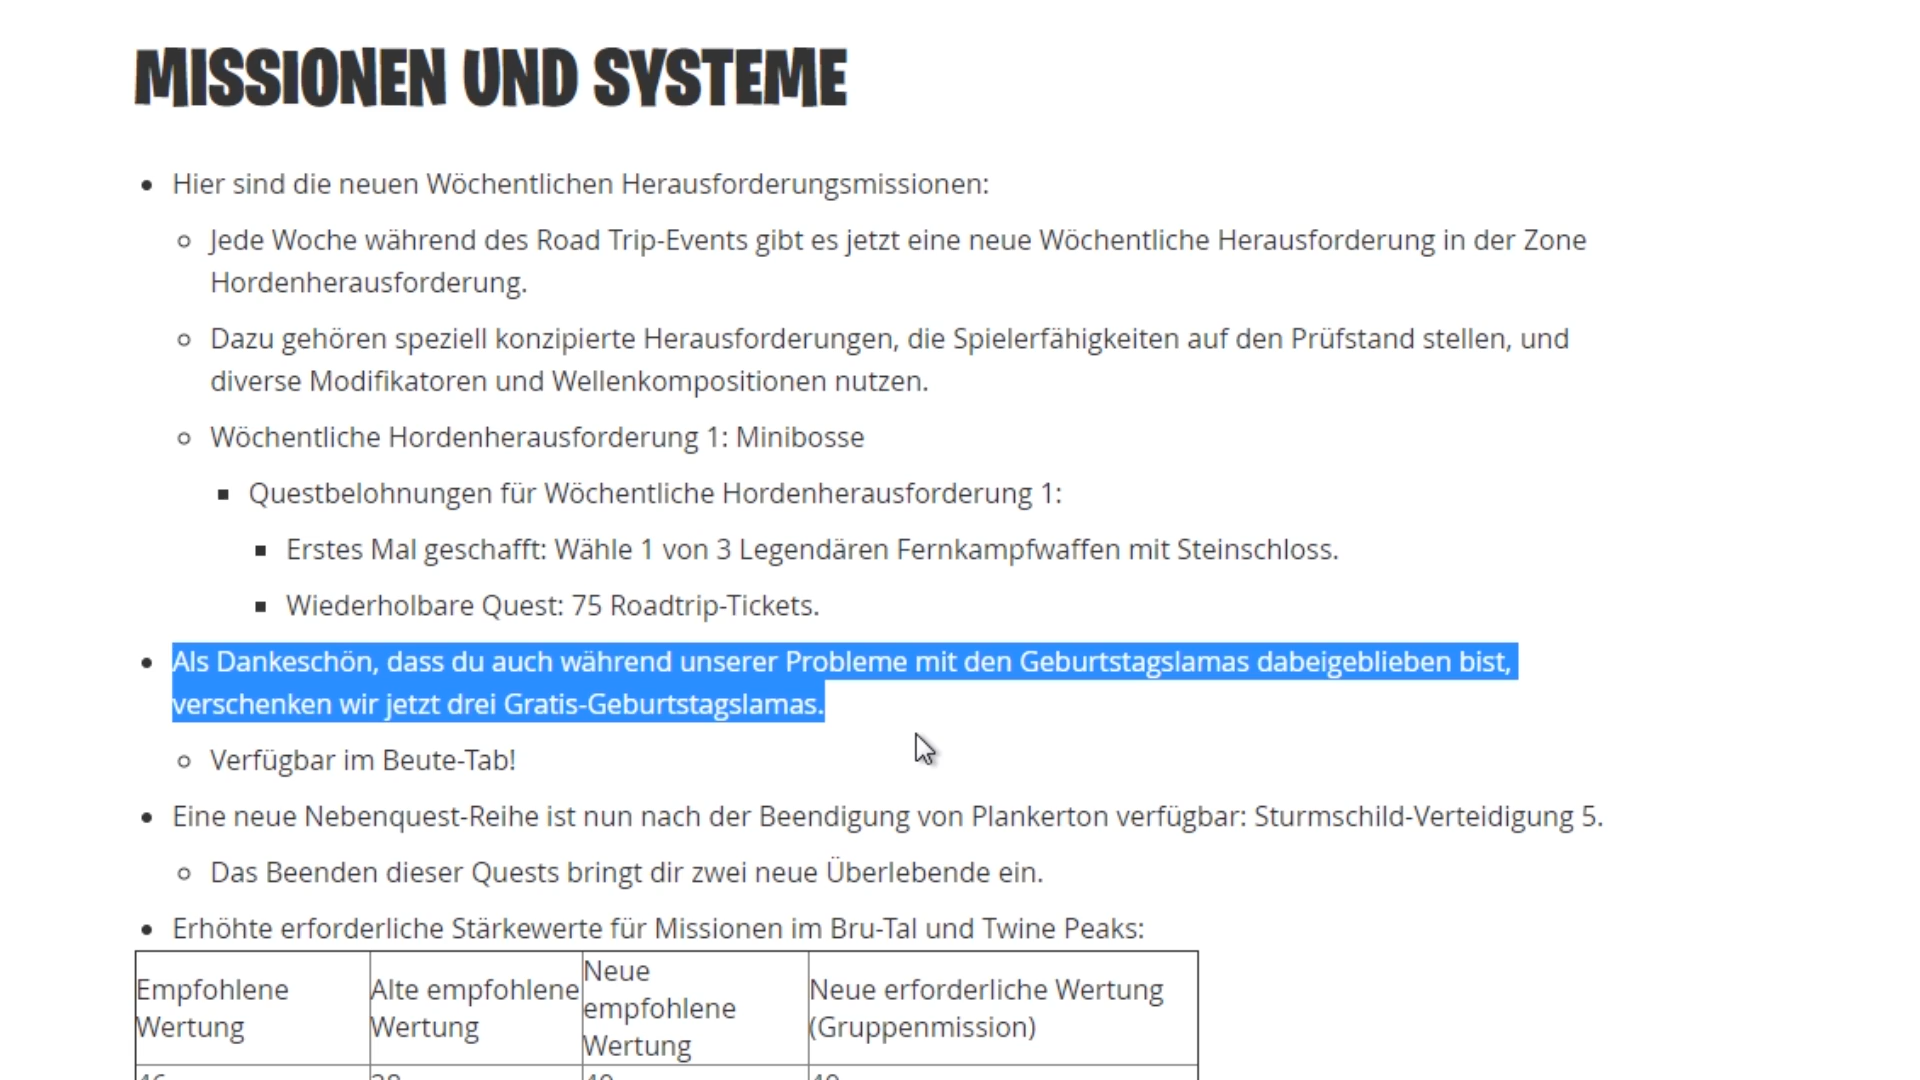 MISSIONEN UND SYSTEME
Hier sind die neuen Wöchentlichen Herausforderungsmissionen:
Jede Woche während des Road Trip-Events gibt es jetzt eine neue Wöchentliche Herausforderung in der Zone
Hordenherausforderung.
Dazu gehören speziell konzipierte Herausforderungen, die Spielerfähigkeiten auf den Prüfstand stellen, und
diverse Modifikatoren und Wellenkompositionen nutzen.
Wöchentliche Hordenherausforderung 1: Minibosse
Questbelohnungen für Wöchentliche Hordenherausforderung 1:
Erstes Mal geschafft: Wähle 1 von 3 Legendären Fernkampfwaffen mit Steinschloss.
Wiederholbare Quest: 75 Roadtrip-Tickets.
Als Dankeschön, dass du auch während unserer Probleme mit den Geburtstagslamas dabeigeblieben bist,
verschenken wir jetzt drei Gratis-Geburtstagslamas.
Verfügbar im Beute-Tab!
Eine neue Nebenquest-Reihe ist nun nach der Beendigung von Plankerton verfügbar: Sturmschild-Verteidigung 5.
Das Beenden dieser Quests bringt dir zwei neue Überlebende ein.
Erhöhte erforderliche Stärkewerte für Missionen im Bru-Tal und Twine Peaks:
Empfohlene
Wertung
Alte empfohlene
Wertung
Neue
empfohlene
Wertung
Neue erforderliche Wertung
(Gruppenmission)